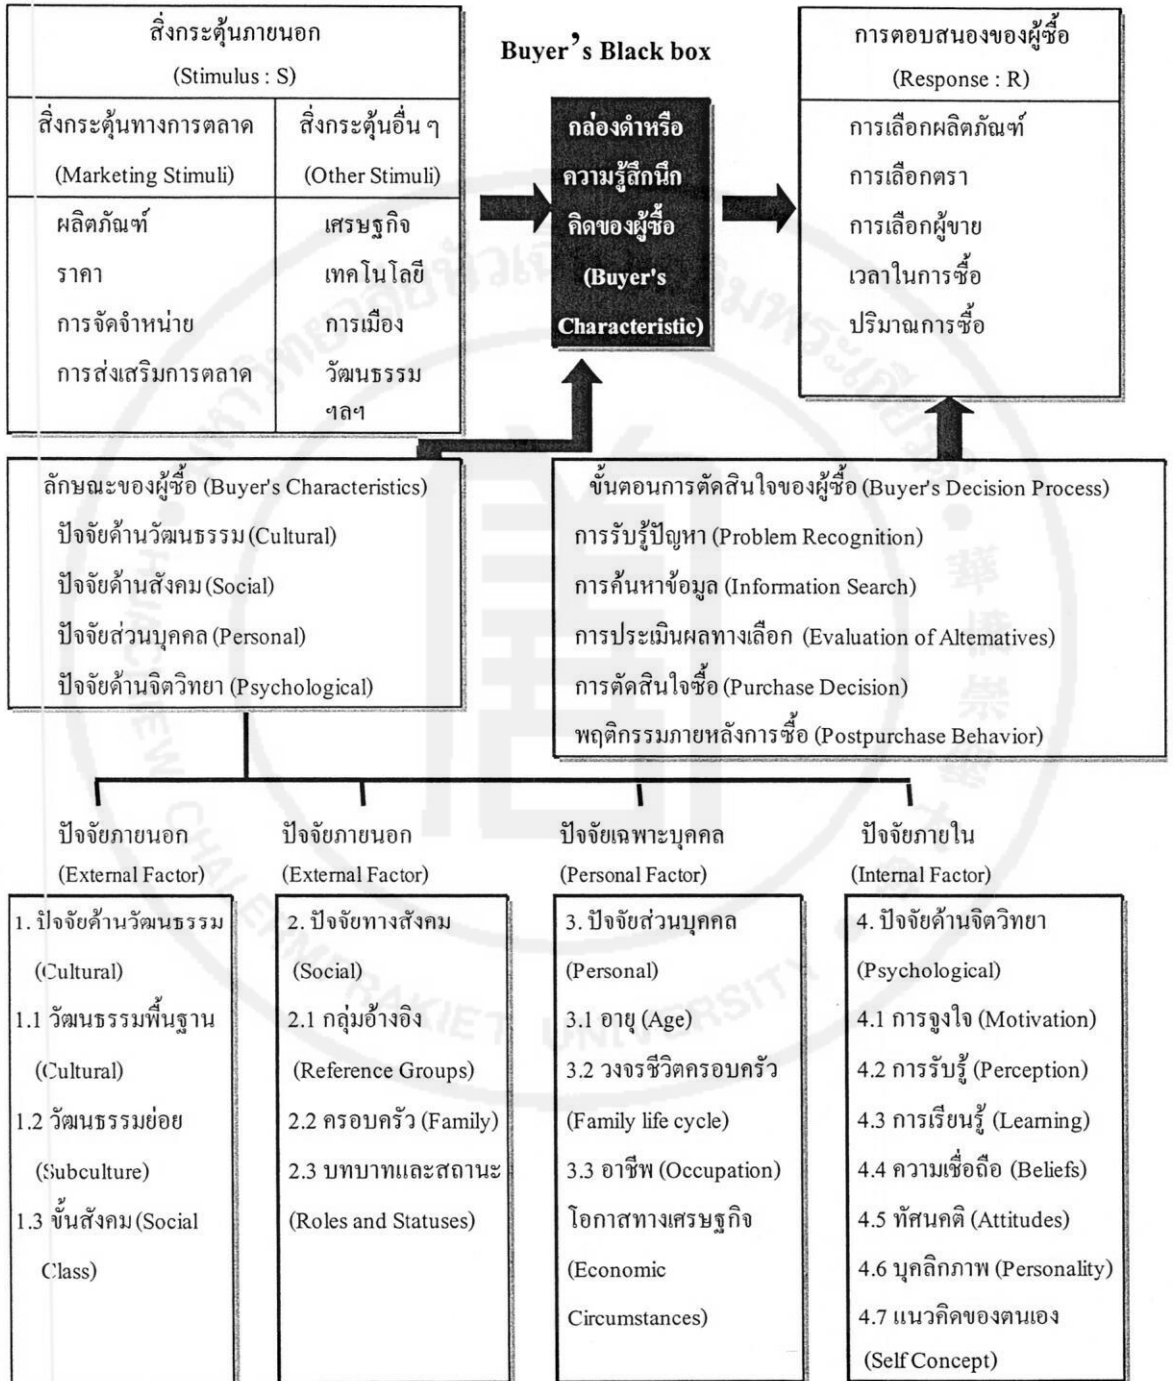 สิ่งกระตุ้นภายนอก
(Stimulus : S)
สิ่งกระตุ้นทางการตลาด
(Marketing Stimuli)
ผลิตภัณฑ์
ราคา
การจัดจำหน่าย
การส่งเสริมการตลาด
สิ่งกระตุ้นอื่น ๆ
(Other Stimuli)
เศรษฐกิจ
เทคโนโลยี
การเมือง
วัฒนธรรม
ฯลฯ
Buyer’s Black box
กล่องดำหรือ
ความรู้สึกนึก
คิดของผู้ซื้อ
(Buyer's
Characteristic)
การตอบสนองของผู้ซื้อ
(Response : R)
การเลือกผลิตภัณฑ์
การเลือกตรา
การเลือกผู้ขาย
เวลาในการซื้อ
ปริมาณการซื้อ
ลักษณะของผู้ซื้อ (Buyer's Characteristics)
ปัจจัยด้านวัฒนธรรม (Cultural)
ปัจจัยด้านสังคม (Social)
ปัจจัยส่วนบุคคล (Personal)
ปัจจัยด้านจิตวิทยา (Psychological)
ขั้นตอนการตัดสินใจของผู้ซื้อ (Buyer's Decision Process)
การรับรู้ปัญหา (Problem Recognition)
การค้นหาข้อมูล (Information Search)
การประเมินผลทางเลือก (Evaluation of Altematives)
การตัดสินใจซื้อ (Purchase Decision)
พฤติกรรมภายหลังการซื้อ (Postpurchase Behavior)
ปัจจัยภายนอก
(External Factor)
1. ปัจจัยด้านวัฒนธรรม
(Cultural)
1.1 วัฒนธรรมพื้นฐาน
(Cultural)
1.2 วัฒนธรรมย่อย
(Subculture)
1.3 ขั้นสังคม (Social
Class)
ปัจจัยภายนอก
(External Factor)
2. ปัจจัยทางสังคม
(Social)
2.1 กลุ่มอ้างอิง
(Reference Groups)
2.2 ครอบครัว (Family)
2.3 บทบาทและสถานะ
(Roles and Statuses)
ปัจจัยเฉพาะบุคคล
(Personal Factor)
3. ปัจจัยส่วนบุคคล
(Personal)
3.1 อายุ (Age)
3.2 วงจรชีวิตครอบครัว
(Family life cycle)
3.3 อาชีพ (Occupation)
โอกาสทางเศรษฐกิจ
(Economic
Circumstances)
ปัจจัยภายใน
(Internal Factor)
4. ปัจจัยด้านจิตวิทยา
(Psychological)
4.1 การจูงใจ (Motivation)
4.2 การรับรู้ (Perception)
4.3 การเรียนรู้ (Learning)
4.4 ความเชื่อถือ (Beliefs)
4.5 ทัศนคติ (Attitudes)
4.6 บุคลิกภาพ (Personality)
4.7 แนวคิดของตนเอง
(Self Concept)
HUACHIEW CHALERMPRAKIET UNIVERSITY